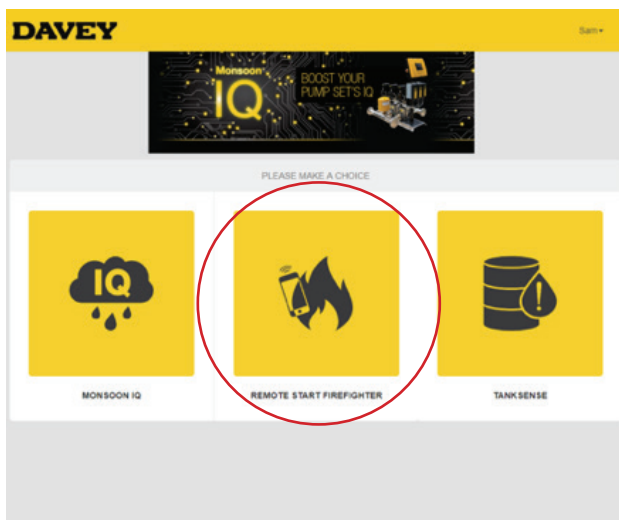 DAVEY
Sam
Monsoon
IQ
BOOST YOUR
PUMP SET'S IQ
PLEASE MAKE A CHOICE
IQ
!
MONSOON IQ
REMOTE START FIREFIGHTER
TANKSENSE